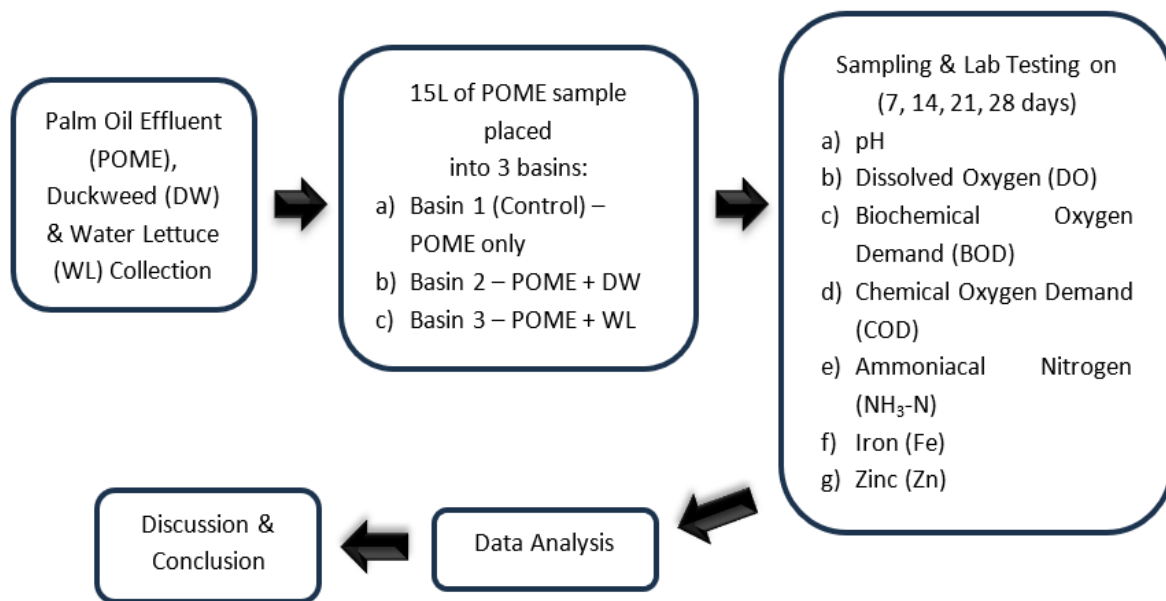 Palm Oil Effluent
(POME),
Duckweed (DW)
& Water Lettuce
(WL) Collection
15L of POME sample
placed
into 3 basins:
a) Basin 1 (Control) –
POME only
b) Basin 2 – POME + DW
c) Basin 3 – POME + WL
Sampling & Lab Testing on
(7, 14, 21, 28 days)
a) pH
b) Dissolved Oxygen (DO)
c) Biochemical Oxygen
Demand (BOD)
d) Chemical Oxygen Demand
(COD)
e) Ammoniacal Nitrogen
(NH₃-N)
f) Iron (Fe)
g) Zinc (Zn)
Data Analysis
Discussion &
Conclusion